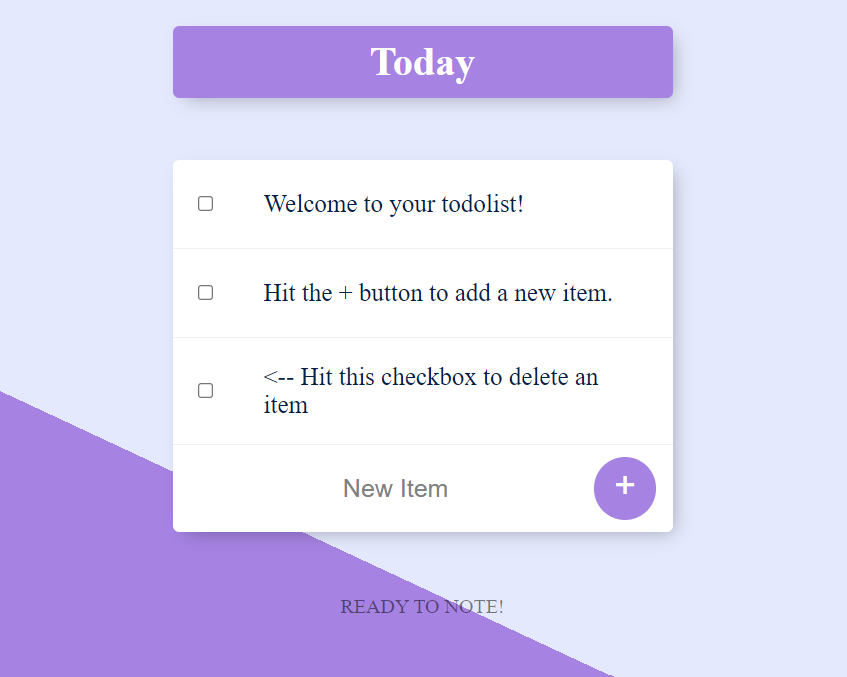 Today
Welcome to your todolist!
Hit the + button to add a new item.
<-- Hit this checkbox to delete an
item
New Item
+
READY TO NOTE!